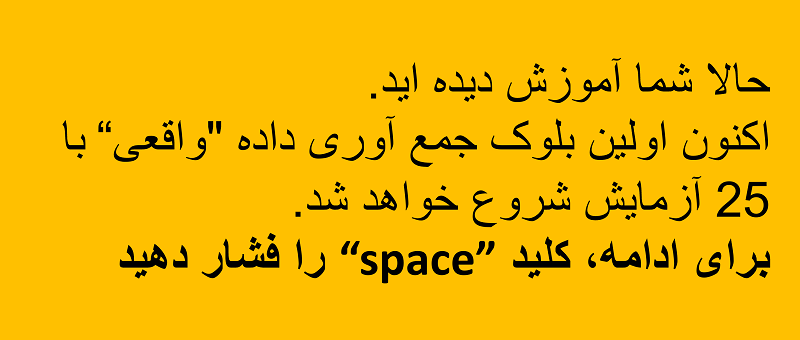 حالا شما آموزش دیده اید.
اکنون اولین بلوک جمع آوری داده "واقعی“ با
25 آزمایش شروع خواهد شد.
برای ادامه، کلید ”space“ را فشار دهید